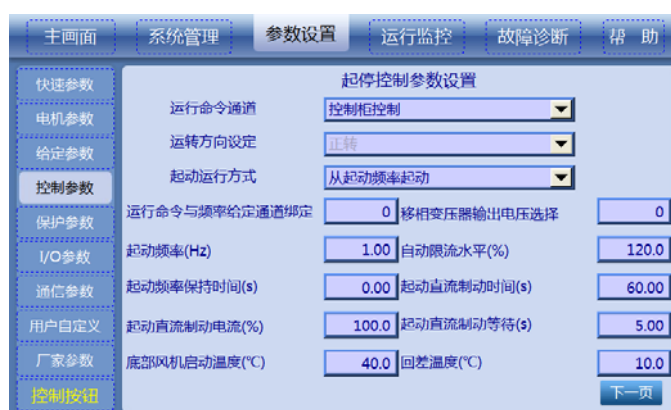 主画面 系统管理 参数设置 运行监控 故障诊断 帮 助
快速参数
电机参数
给定参数
控制参数
保护参数
I/O参数
通信参数
用户自定义
厂家参数
控制按钮
起停控制参数设置
运行命令通道 控制柜控制
运转方向设定 正转
起动运行方式 从起动频率起动
运行命令与频率给定通道绑定 0 移相变压器输出电压选择 0
起动频率(Hz) 1.00 自动限流水平(%) 120.0
起动频率保持时间(s) 0.00 起动直流制动时间(s) 60.00
起动直流制动电流(%) 100.0 起动直流制动等待(s) 5.00
底部风机启动温度(℃) 40.0 回差温度(℃) 10.0
下一页